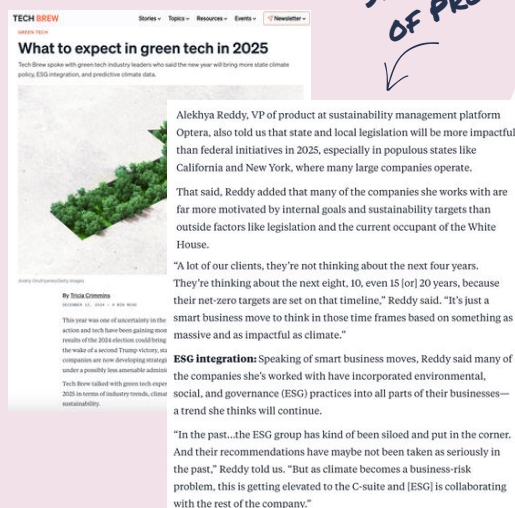 OF
TECH BREW
Stories Topics Resources Events Newsletter
GREEN TECH
What to expect in green tech in 2025
Tech Brew spoke with green tech industry leaders who said the new year will bring more state climate
policy, ESG integration, and predictive climate data.
Alekhya Reddy, VP of product at sustainability management platform
Optera, also told us that state and local legislation will be more impactful
than federal initiatives in 2025, especially in populous states like
California and New York, where many large companies operate.
That said, Reddy added that many of the companies she works with are
far more motivated by internal goals and sustainability targets than
outside factors like legislation and the current occupant of the White
House.
“A lot of our clients, they’re not thinking about the next four years.
They’re thinking about the next eight, 10, even 15 [or] 20 years, because
their net-zero targets are set on that timeline,” Reddy said. “It’s just a
smart business move to think in those time frames based on something as
massive and as impactful as climate.”
ESG integration: Speaking of smart business moves, Reddy said many of
the companies she’s worked with have incorporated environmental,
social, and governance (ESG) practices into all parts of their businesses—
a trend she thinks will continue.
“In the past...the ESG group has kind of been siloed and put in the corner.
And their recommendations have maybe not been taken as seriously in
the past,” Reddy told us. “But as climate becomes a business-risk
problem, this is getting elevated to the C-suite and [ESG] is collaborating
with the rest of the company.”
By Tricia Crimmins
This year was one of uncertainty in the
action and tech have been gaining mo
results of the 2024 election could bring
the wake of a second Trump victory, sta
companies are now developing strateg
under a possibly less amenable admini
Tech Brew talked with green tech exper
2025 in terms of industry trends, climat
sustainability.